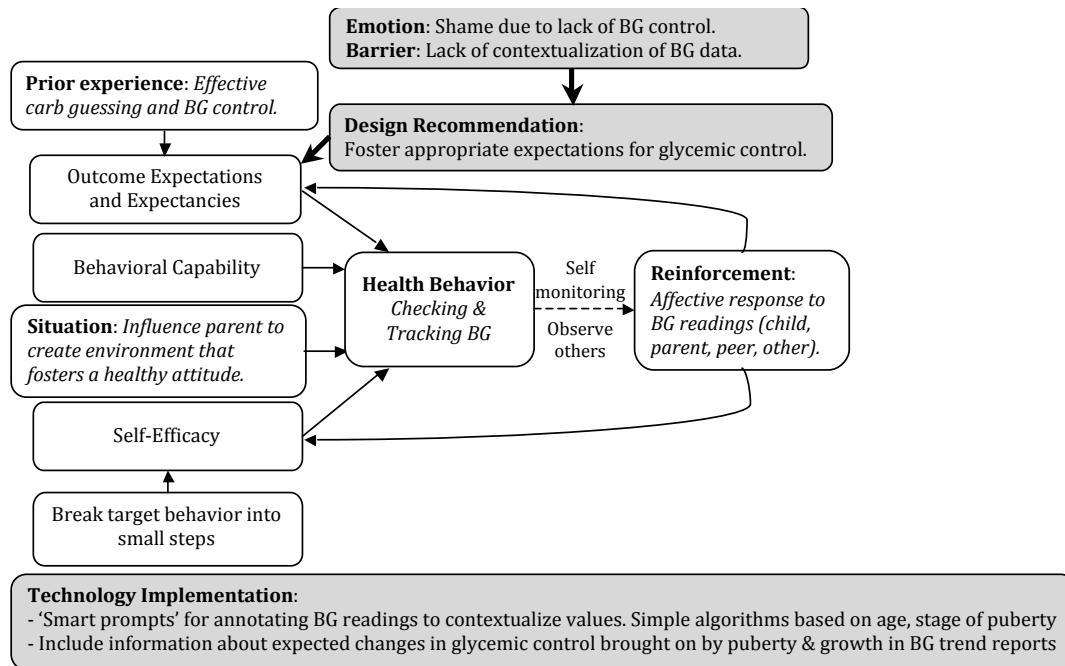 Emotion: Shame due to lack of BG control.
Barrier: Lack of contextualization of BG data.
Prior experience: Effective
carb guessing and BG control.
Design Recommendation:
Foster appropriate expectations for glycemic control.
Outcome Expectations
and Expectancies
Behavioral Capability
Situation: Influence parent to
create environment that
fosters a healthy attitude.
Self-Efficacy
Break target behavior into
small steps
Health Behavior
Checking &
Tracking BG
Self
monitoring
Observe
others
Reinforcement:
Affective response to
BG readings (child,
parent, peer, other).
Technology Implementation:
- ‘Smart prompts’ for annotating BG readings to contextualize values. Simple algorithms based on age, stage of puberty
- Include information about expected changes in glycemic control brought on by puberty & growth in BG trend reports